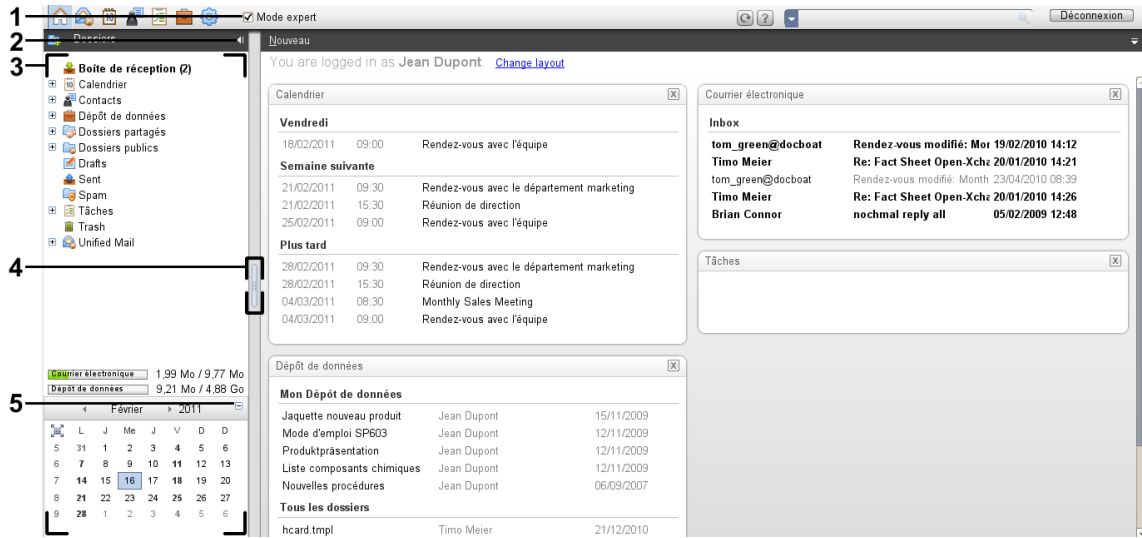 1
Mode expert
?
Déconnexion
2
Dossiers
Nouveau
3
You are logged in as Jean Dupont. Change layout
Boîte de réception (2)
Calendrier
Contacts
Dépôt de données
Dossiers partagés
Dossiers publics
Drafts
Sent
Spam
Tâches
Trash
Unified Mail
4
Courrier électronique 1,99 Mo / 9,77 Mo
Dépôt de données 9,21 Mo / 4,88 Go
5
Février 2011
L J Me J V D D
5 31 1 2 3 4 5 6
6 7 8 9 10 11 12 13
7 14 15 16 17 18 19 20
8 21 22 23 24 25 26 27
9 28 1 2 3 4 5 6
Calendrier X
Vendredi
18/02/2011 09:00 Rendez-vous avec l'équipe
Semaine suivante
21/02/2011 09:30 Rendez-vous avec le département marketing
21/02/2011 15:30 Réunion de direction
25/02/2011 09:00 Rendez-vous avec l'équipe
Plus tard
28/02/2011 09:30 Rendez-vous avec le département marketing
28/02/2011 15:30 Réunion de direction
04/03/2011 08:30 Monthly Sales Meeting
04/03/2011 09:00 Rendez-vous avec l'équipe
Dépôt de données X
Mon Dépôt de données
Jaquette nouveau produit Jean Dupont 15/11/2009
Mode d'emploi SP603 Jean Dupont 12/11/2009
Produktpräsentation Jean Dupont 12/11/2009
Liste composants chimiques Jean Dupont 12/11/2009
Nouvelles procédures Jean Dupont 06/09/2007
Tous les dossiers
hcard.tmpl Timo Meier 21/12/2010
Courrier électronique X
Inbox
tom_green@docboat Rendez-vous modifié: Mor 19/02/2010 14:12
Timo Meier Re: Fact Sheet Open-Xcha 20/01/2010 14:21
tom_green@docboat Rendez-vous modifié: Month 23/04/2010 08:39
Timo Meier Re: Fact Sheet Open-Xcha 20/01/2010 14:26
Brian Connor nochmal reply all 05/02/2009 12:48
Tâches X